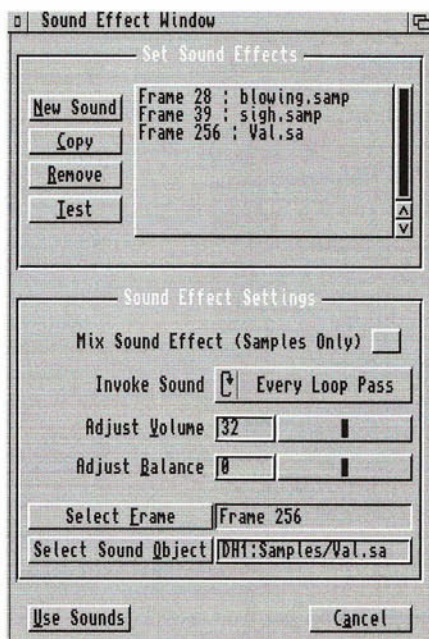 Sound Effect Window
Set Sound Effects
New Sound
Copy
Remove
Test
Frame 28 : blowing.samp
Frame 39 : sigh.samp
Frame 256 : Val.sa
Sound Effect Settings
Mix Sound Effect (Samples Only)
Invoke Sound Every Loop Pass
Adjust Volume 32
Adjust Balance 0
Select Frame Frame 256
Select Sound Object DH1:Samples/Val.sa
Use Sounds Cancel